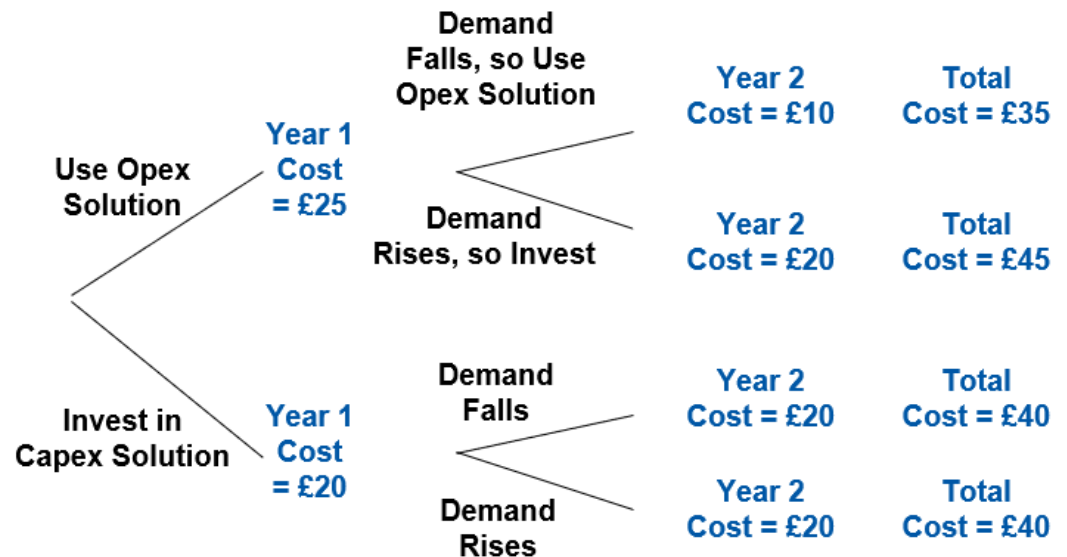 Demand
Falls, so Use
Opex Solution
Year 2
Cost = £10
Total
Cost = £35
Use Opex
Solution
Year 1
Cost
= £25
Demand
Rises, so Invest
Year 2
Cost = £20
Total
Cost = £45
Invest in
Capex Solution
Year 1
Cost
= £20
Demand
Falls
Year 2
Cost = £20
Total
Cost = £40
Demand
Rises
Year 2
Cost = £20
Total
Cost = £40